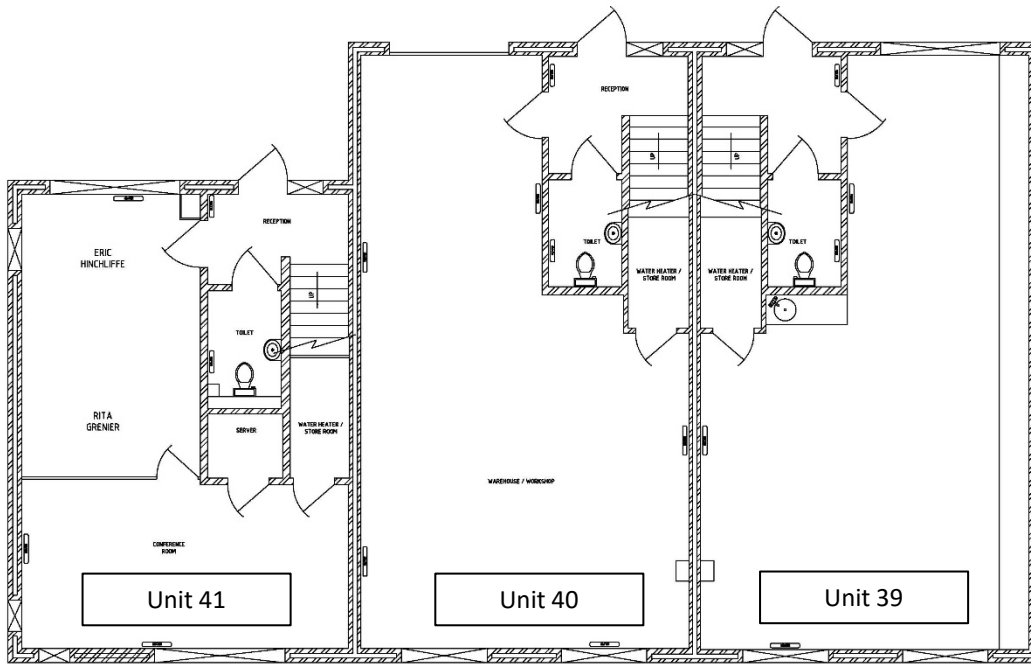 RECEPTION
UP
TOILET
WATER HEATER /
STORE ROOM
WATER HEATER /
STORE ROOM
UP
TOILET
ERIC
HINCHLIFFE
RECEPTION
UP
TOILET
RITA
GRENIER
SERVER
WATER HEATER /
STORE ROOM
WAREHOUSE / WORKSHOP
CONFERENCE
ROOM
Unit 41
Unit 40
Unit 39